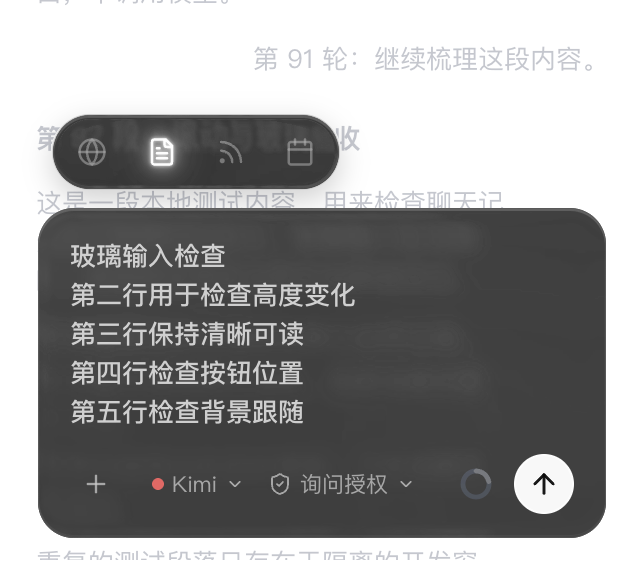 第 91 轮：继续梳理这段内容。
第
收
这是一段本地测试内容，用来检查聊天记
玻璃输入检查
第二行用于检查高度变化
第三行保持清晰可读
第四行检查按钮位置
第五行检查背景跟随
Kimi 询问授权